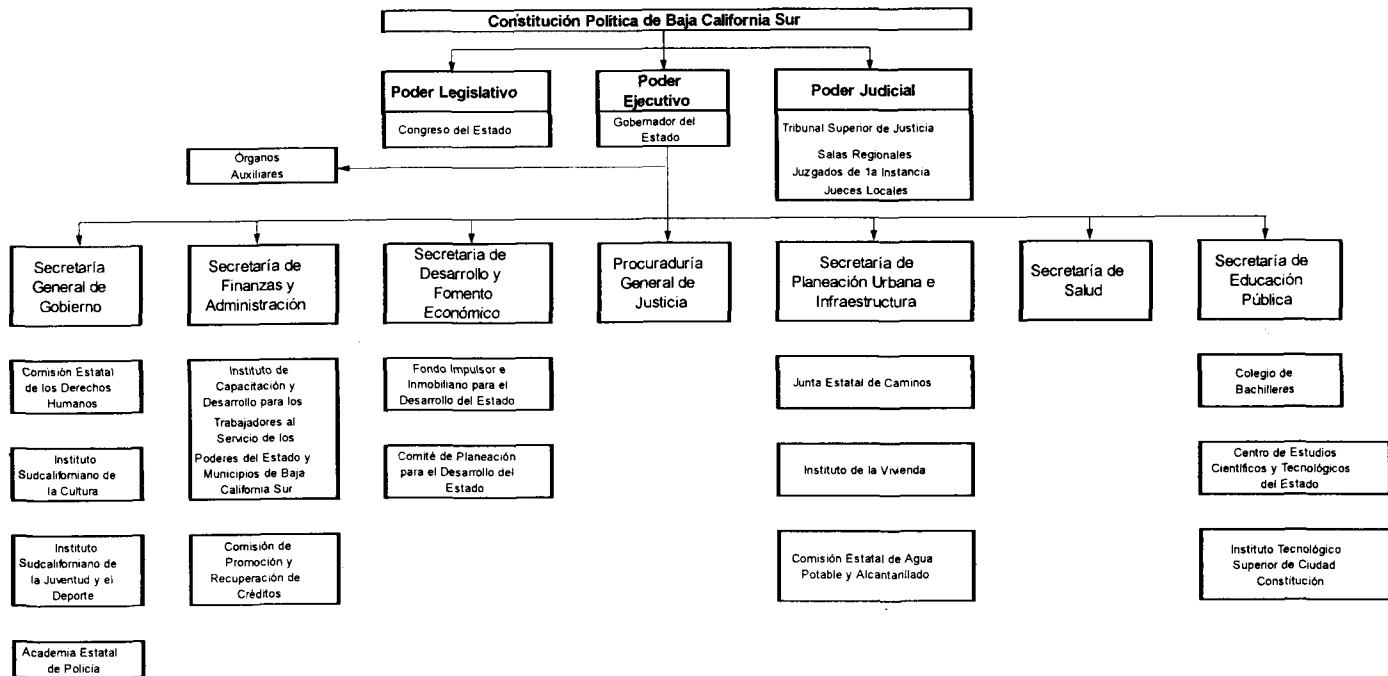 Constitución Política de Baja California Sur
Poder Legislativo
Congreso del Estado
Poder
Ejecutivo
Gobernador del
Estado
Poder Judicial
Tribunal Superior de Justicia
Salas Regionales
Juzgados de 1a Instancia
Jueces Locales
Órganos
Auxiliares
Secretaría
General de
Gobierno
Secretaría de
Finanzas y
Administración
Secretaria de
Desarrollo y
Fomento
Económico
Procuraduría
General de
Justicia
Secretaría de
Planeación Urbana e
Infraestructura
Secretaría de
Salud
Secretaría de
Educación
Pública
Comisión Estatal
de los Derechos
Humanos
Instituto
Sudcaliforniano de
la Cultura
Instituto
Sudcaliforniano de
la Juventud y el
Deporte
Academia Estatal
de Policía
Instituto de
Capacitación y
Desarrollo para los
Trabajadores al
Servicio de los
Poderes del Estado y
Municipios de Baja
California Sur
Comisión de
Promoción y
Recuperación de
Créditos
Fondo Impulsor e
Inmobiliario para el
Desarrollo del Estado
Comité de Planeación
para el Desarrollo del
Estado
Junta Estatal de Caminos
Instituto de la Vivienda
Comisión Estatal de Agua
Potable y Alcantarillado
Colegio de
Bachilleres
Centro de Estudios
Científicos y Tecnológicos
del Estado
Instituto Tecnológico
Superior de Ciudad
Constitución